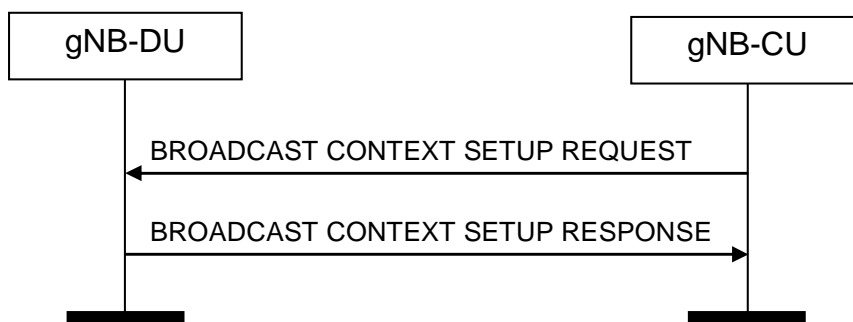 gNB-DU
gNB-CU
BROADCAST CONTEXT SETUP REQUEST
BROADCAST CONTEXT SETUP RESPONSE